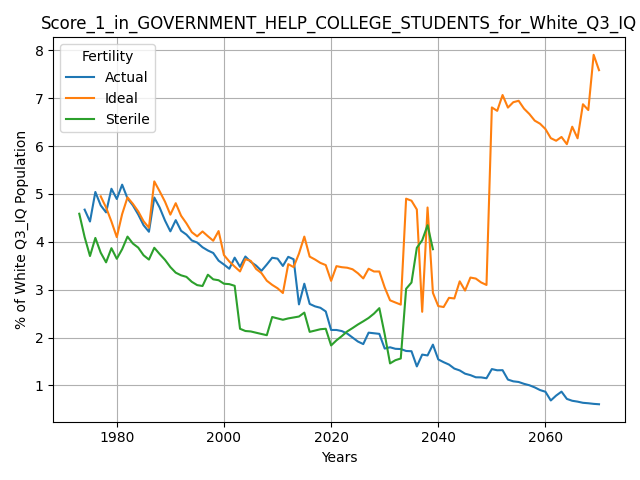 Score_1_in_GOVERNMENT_HELP_COLLEGE_STUDENTS_for_White_Q3_IQ
Fertility
Actual
Ideal
Sterile
% of White Q3_IQ Population
8
7
6
5
4
3
2
1
1980 2000 2020 2040 2060
Years